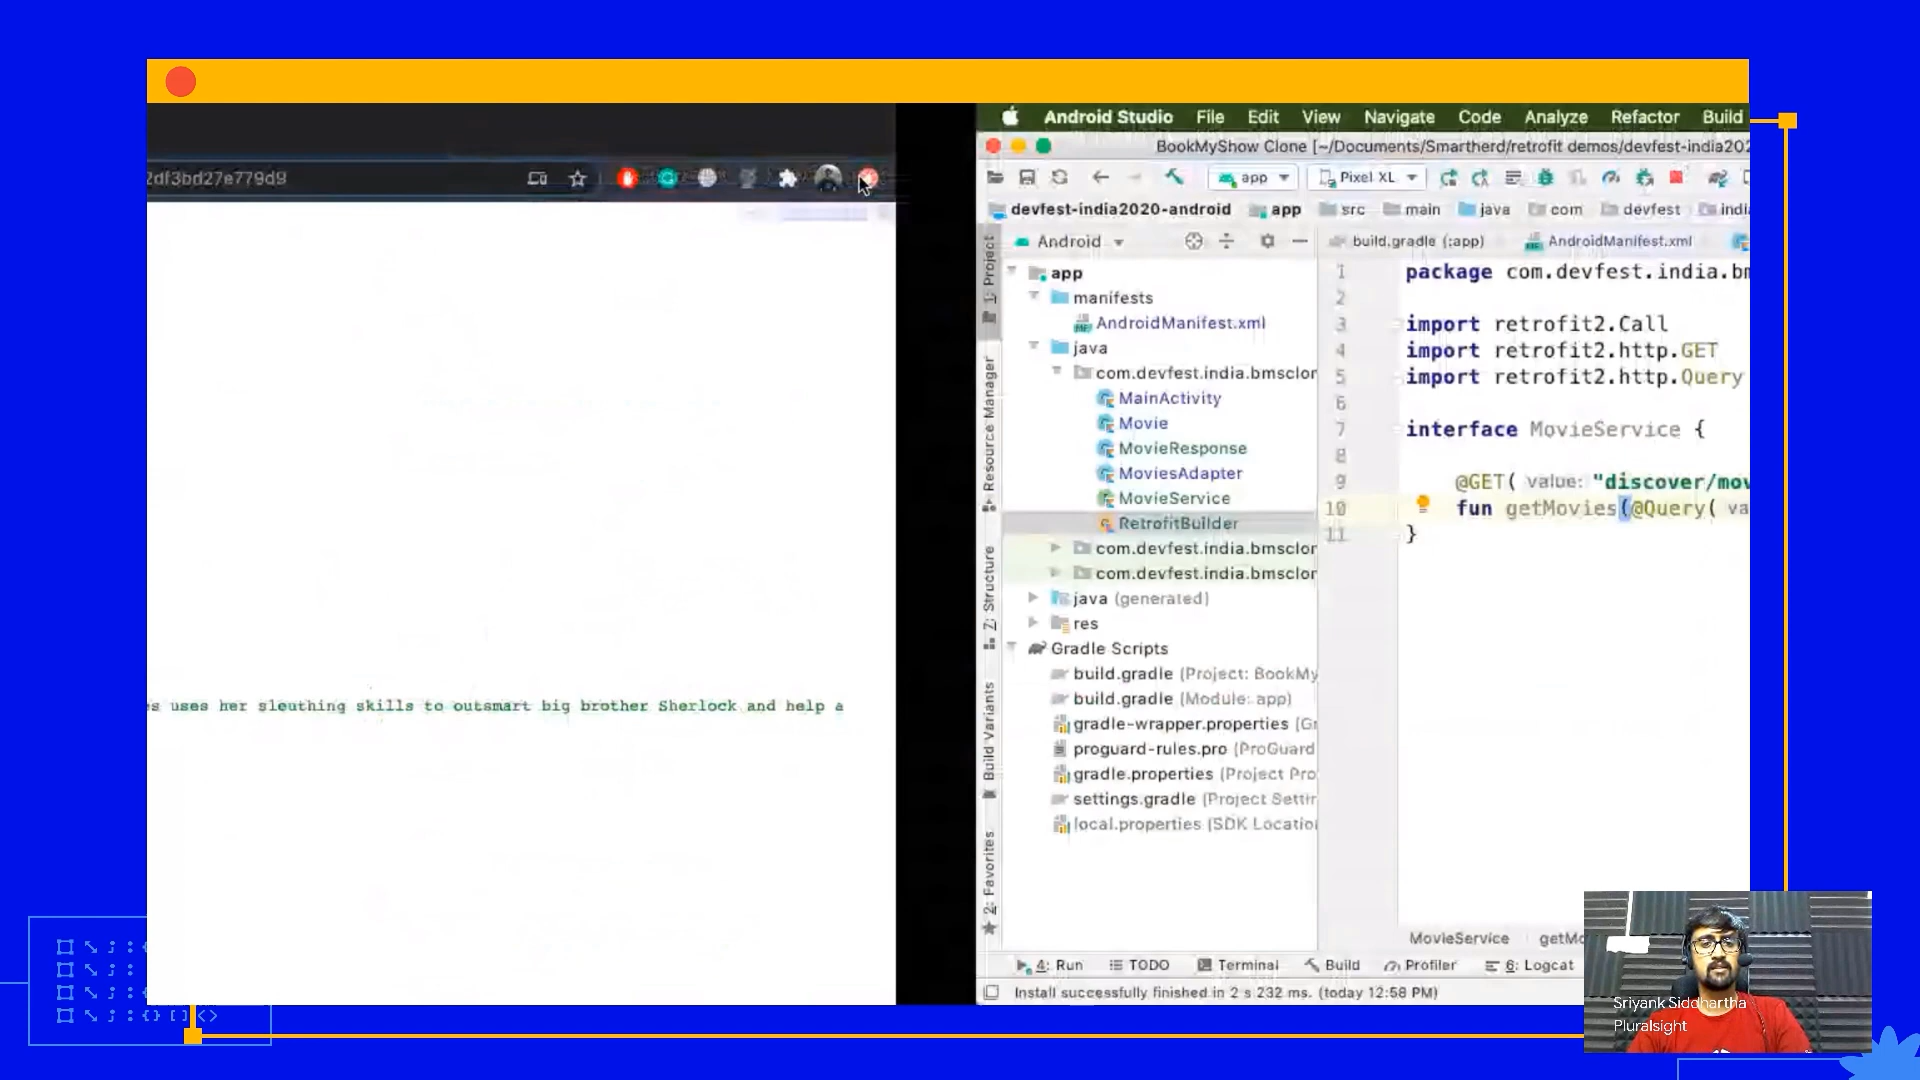 2df3bd27e779d9
s uses her sleuthing skills to outsmart big brother Sherlock and help a
Android Studio File Edit View Navigate Code Analyze Refactor Build
BookMyShow Clone [~/Documents/Smartherd/retrofit demos/devfest-india202
app Pixel XL
devfest-india2020-android app src main java com devfest indi
Android
build.gradle (:app) AndroidManifest.xml
1: Project
Resource Manager
Z: Structure
Build Variants
2: Favorites
app
manifests
AndroidManifest.xml
java
com.devfest.india.bmsclor
MainActivity
Movie
MovieResponse
MoviesAdapter
MovieService
RetrofitBuilder
com.devfest.india.bmsclor
com.devfest.india.bmsclor
java (generated)
res
Gradle Scripts
build.gradle (Project: BookMy
build.gradle (Module: app)
gradle-wrapper.properties (Gr
proguard-rules.pro (ProGuard
gradle.properties (Project Pro
settings.gradle (Project Settin
local.properties (SDK Location
1 package com.devfest.india.bm
2
3 import retrofit2.Call
4 import retrofit2.http.GET
5 import retrofit2.http.Query
6
7 interface MovieService {
8
9 @GET( value: "discover/mov
10 fun getMovies(@Query( va
11 }
MovieService getMo
4: Run TODO Terminal Build Profiler 6: Logcat
Install successfully finished in 2 s 232 ms. (today 12:58 PM)
Sriyank Siddhartha
Pluralsight